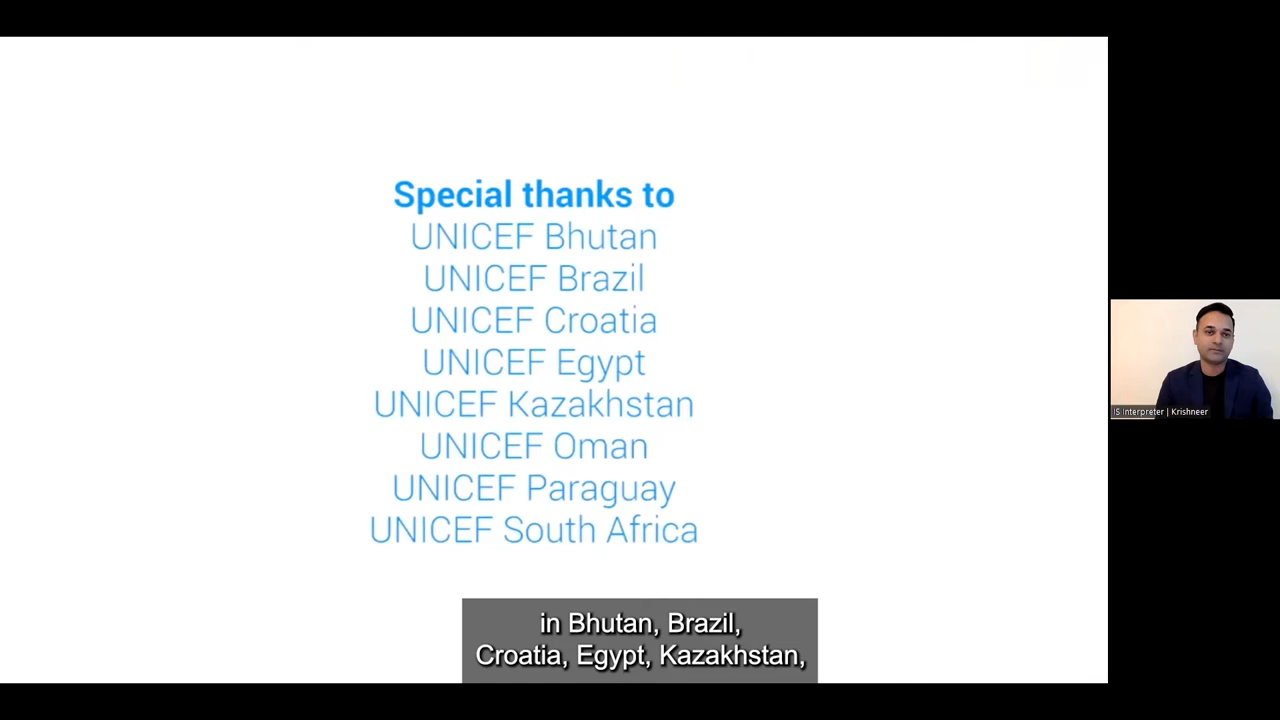 Special thanks to
UNICEF Bhutan
UNICEF Brazil
UNICEF Croatia
UNICEF Egypt
UNICEF Kazakhstan
UNICEF Oman
UNICEF Paraguay
UNICEF South Africa
in Bhutan, Brazil,
Croatia, Egypt, Kazakhstan,
IS Interpreter | Krishneer